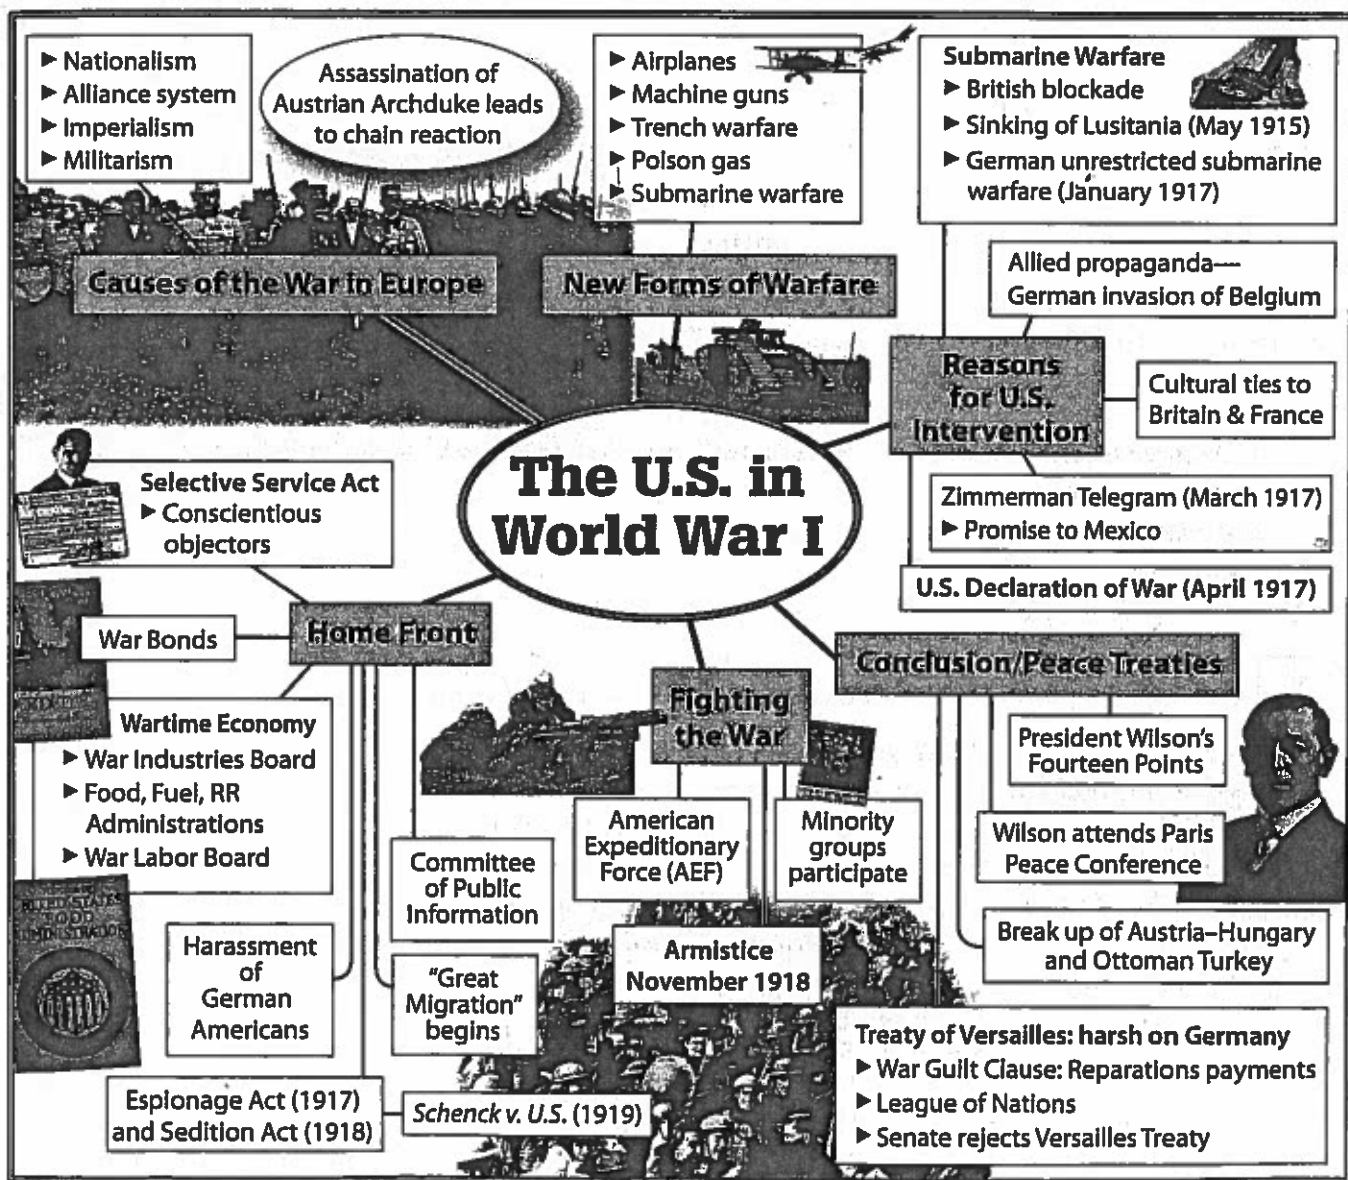 ► Nationalism
► Alliance system
► Imperialism
► Militarism
Assassination of
Austrian Archduke leads
to chain reaction
Causes of the War in Europe
► Airplanes
► Machine guns
► Trench warfare
► Poison gas
► Submarine warfare
New Forms of Warfare
Submarine Warfare
► British blockade
► Sinking of Lusitania (May 1915)
► German unrestricted submarine
warfare (January 1917)
Allied propaganda—
German invasion of Belgium
Reasons
for U.S.
Intervention
Cultural ties to
Britain & France
Zimmerman Telegram (March 1917)
► Promise to Mexico
U.S. Declaration of War (April 1917)
The U.S. in
World War I
Selective Service Act
► Conscientious
objectors
War Bonds
Home Front
Wartime Economy
► War Industries Board
► Food, Fuel, RR
Administrations
► War Labor Board
UNITED STATES
FOOD
ADMINISTRATION
Harassment
of
German
Americans
Committee
of Public
Information
"Great
Migration"
begins
Espionage Act (1917)
and Sedition Act (1918)
Schenck v. U.S. (1919)
Fighting
the War
American
Expeditionary
Force (AEF)
Minority
groups
participate
Armistice
November 1918
Conclusion/Peace Treaties
President Wilson's
Fourteen Points
Wilson attends Paris
Peace Conference
Break up of Austria–Hungary
and Ottoman Turkey
Treaty of Versailles: harsh on Germany
► War Guilt Clause: Reparations payments
► League of Nations
► Senate rejects Versailles Treaty